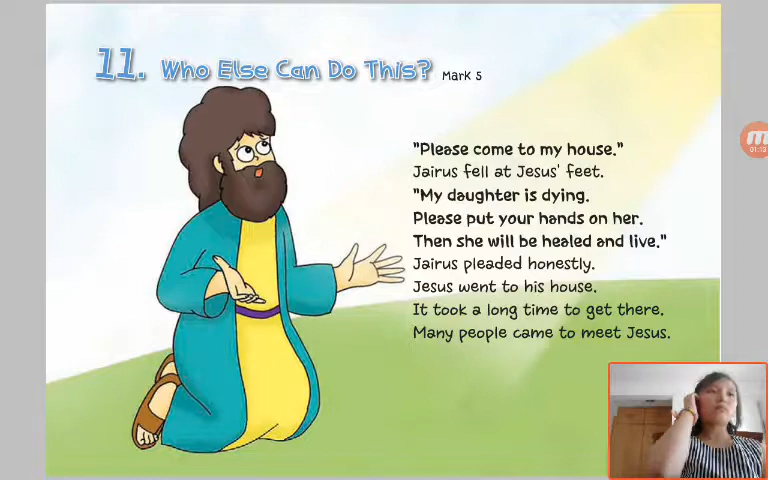 11. Who Else Can Do This? Mark 5
"Please come to my house."
Jairus fell at Jesus' feet.
"My daughter is dying.
Please put your hands on her.
Then she will be healed and live."
Jairus pleaded honestly.
Jesus went to his house.
It took a long time to get there.
Many people came to meet Jesus.